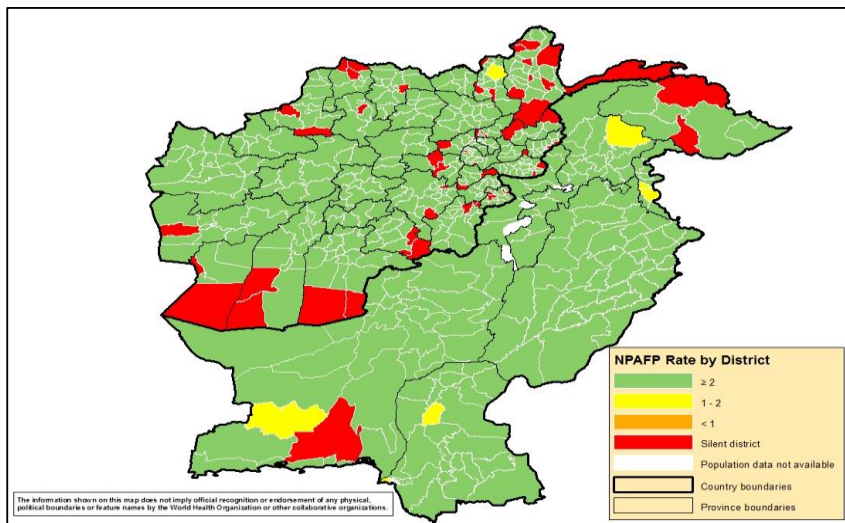 NPAFP Rate by District
≥ 2
1 - 2
< 1
Silent district
Population data not available
Country boundaries
Province boundaries
The information shown on this map does not imply official recognition or endorsement of any physical,
political boundaries or feature names by the World Health Organization or other collaborative organizations.